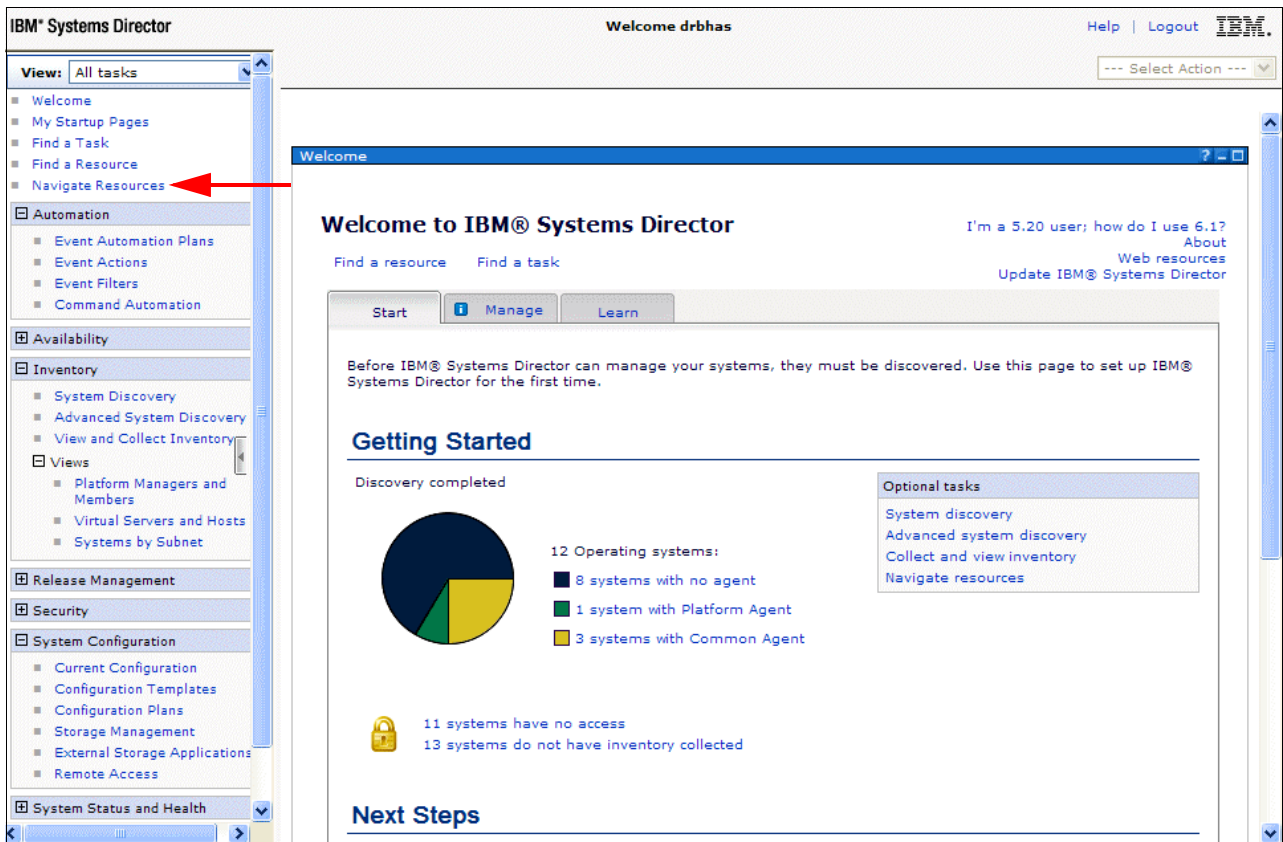 IBM® Systems Director
Welcome drbhas
Help | Logout
IBM.
View: All tasks
--- Select Action ---
Welcome
My Startup Pages
Find a Task
Find a Resource
Navigate Resources
Automation
Event Automation Plans
Event Actions
Event Filters
Command Automation
Availability
Inventory
System Discovery
Advanced System Discovery
View and Collect Inventory
Views
Platform Managers and
Members
Virtual Servers and Hosts
Systems by Subnet
Release Management
Security
System Configuration
Current Configuration
Configuration Templates
Configuration Plans
Storage Management
External Storage Applications
Remote Access
System Status and Health
Welcome
Welcome to IBM® Systems Director
I'm a 5.20 user; how do I use 6.1?
About
Web resources
Update IBM® Systems Director
Find a resource Find a task
Start Manage Learn
Before IBM® Systems Director can manage your systems, they must be discovered. Use this page to set up IBM®
Systems Director for the first time.
Getting Started
Discovery completed
12 Operating systems:
8 systems with no agent
1 system with Platform Agent
3 systems with Common Agent
Optional tasks
System discovery
Advanced system discovery
Collect and view inventory
Navigate resources
11 systems have no access
13 systems do not have inventory collected
Next Steps